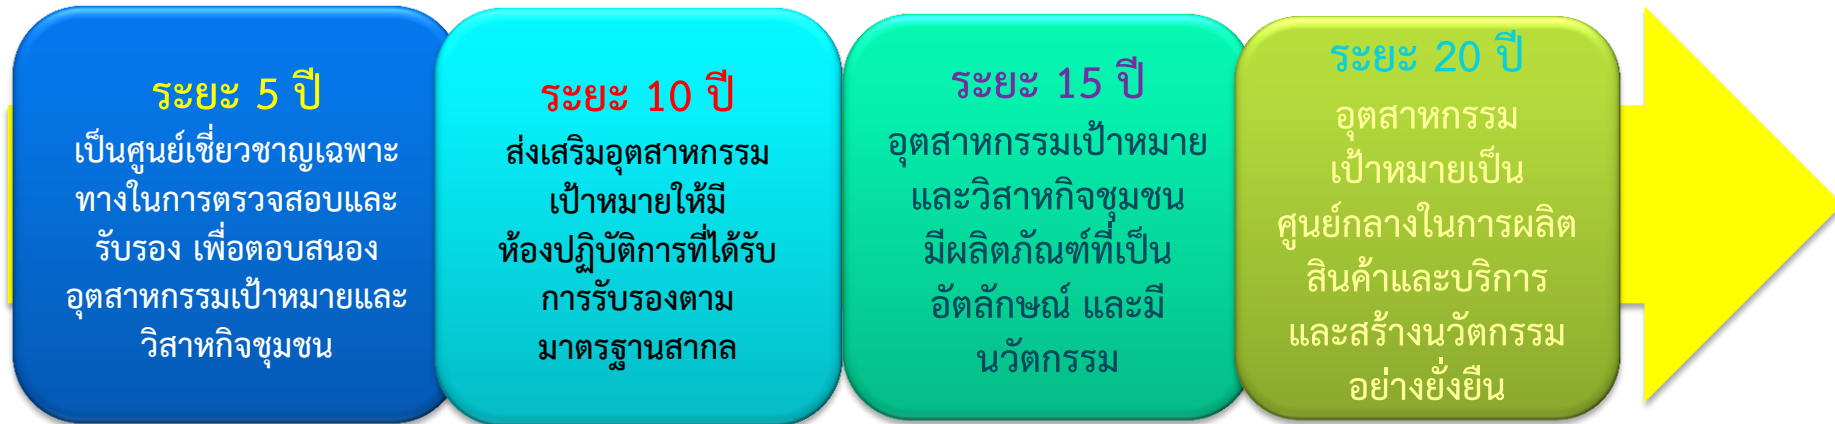 ระยะ 5 ปี
เป็นศูนย์เชี่ยวชาญเฉพาะ
ทางในการตรวจสอบและ
รับรอง เพื่อตอบสนอง
อุตสาหกรรมเป้าหมายและ
วิสาหกิจชุมชน
ระยะ 10 ปี
ส่งเสริมอุตสาหกรรม
เป้าหมายให้มี
ห้องปฏิบัติการที่ได้รับ
การรับรองตาม
มาตรฐานสากล
ระยะ 15 ปี
อุตสาหกรรมเป้าหมาย
และวิสาหกิจชุมชน
มีผลิตภัณฑ์ที่เป็น
อัตลักษณ์ และมี
นวัตกรรม
ระยะ 20 ปี
อุตสาหกรรม
เป้าหมายเป็น
ศูนย์กลางในการผลิต
สินค้าและบริการ
และสร้างนวัตกรรม
อย่างยั่งยืน